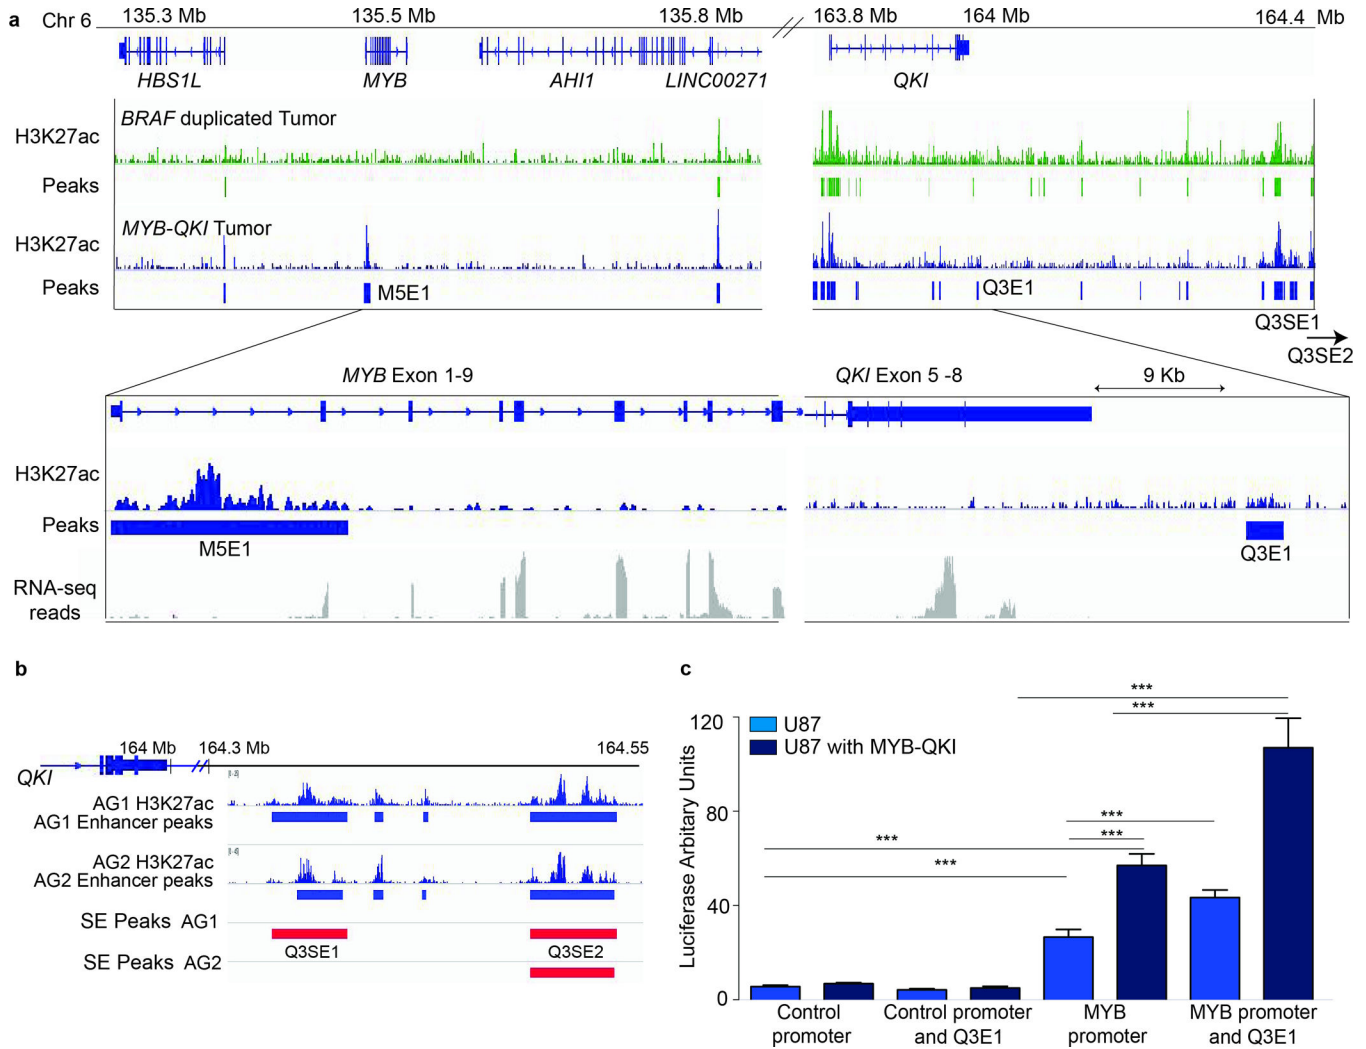 a
Chr 6
135.3 Mb
135.5 Mb
135.8 Mb
163.8 Mb
164 Mb
164.4 Mb
HBS1L
MYB
AHI1
LINC00271
QKI
BRAF duplicated Tumor
H3K27ac
Peaks
MYB-QKI Tumor
H3K27ac
Peaks
M5E1
Q3E1
Q3SE1
Q3SE2
MYB Exon 1-9
QKI Exon 5 -8
9 Kb
H3K27ac
Peaks
M5E1
Q3E1
RNA-seq
reads
b
164 Mb
164.3 Mb
164.55
QKI
AG1 H3K27ac
AG1 Enhancer peaks
AG2 H3K27ac
AG2 Enhancer peaks
SE Peaks AG1
Q3SE1
Q3SE2
SE Peaks AG2
c
U87
U87 with MYB-QKI
Luciferase Arbitary Units
120
80
40
0
***
***
***
***
***
***
Control
promoter
Control promoter
and Q3E1
MYB
promoter
MYB promoter
and Q3E1